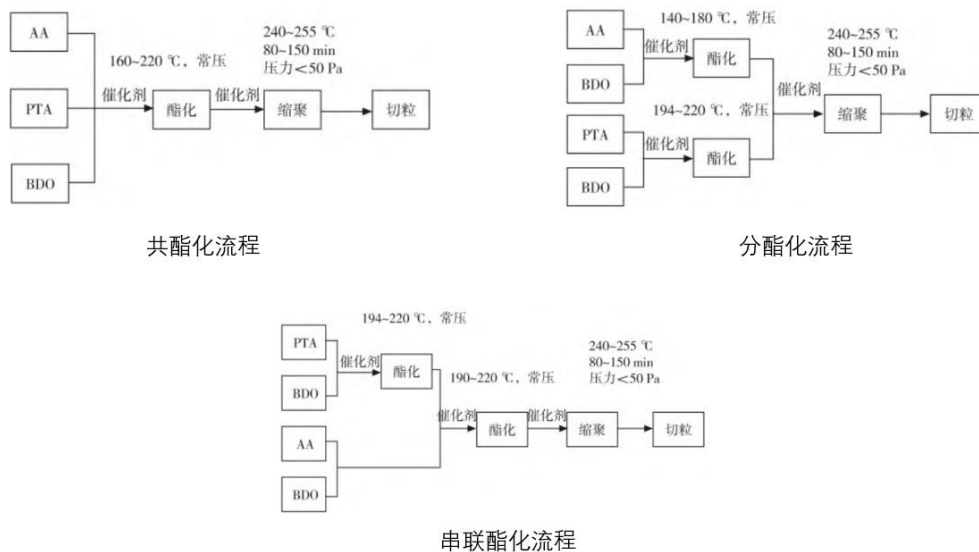 AA
PTA
BDO
160~220 ℃，常压
催化剂
酯化
催化剂
240~255 ℃
80~150 min
压力＜50 Pa
缩聚
切粒
共酯化流程
AA
BDO
140~180 ℃，常压
催化剂
酯化
PTA
BDO
194~220 ℃，常压
催化剂
酯化
催化剂
240~255 ℃
80~150 min
压力＜50 Pa
缩聚
切粒
分酯化流程
194~220 ℃，常压
PTA
BDO
催化剂
酯化
AA
BDO
190~220 ℃，常压
催化剂
酯化
催化剂
240~255 ℃
80~150 min
压力＜50 Pa
缩聚
切粒
串联酯化流程